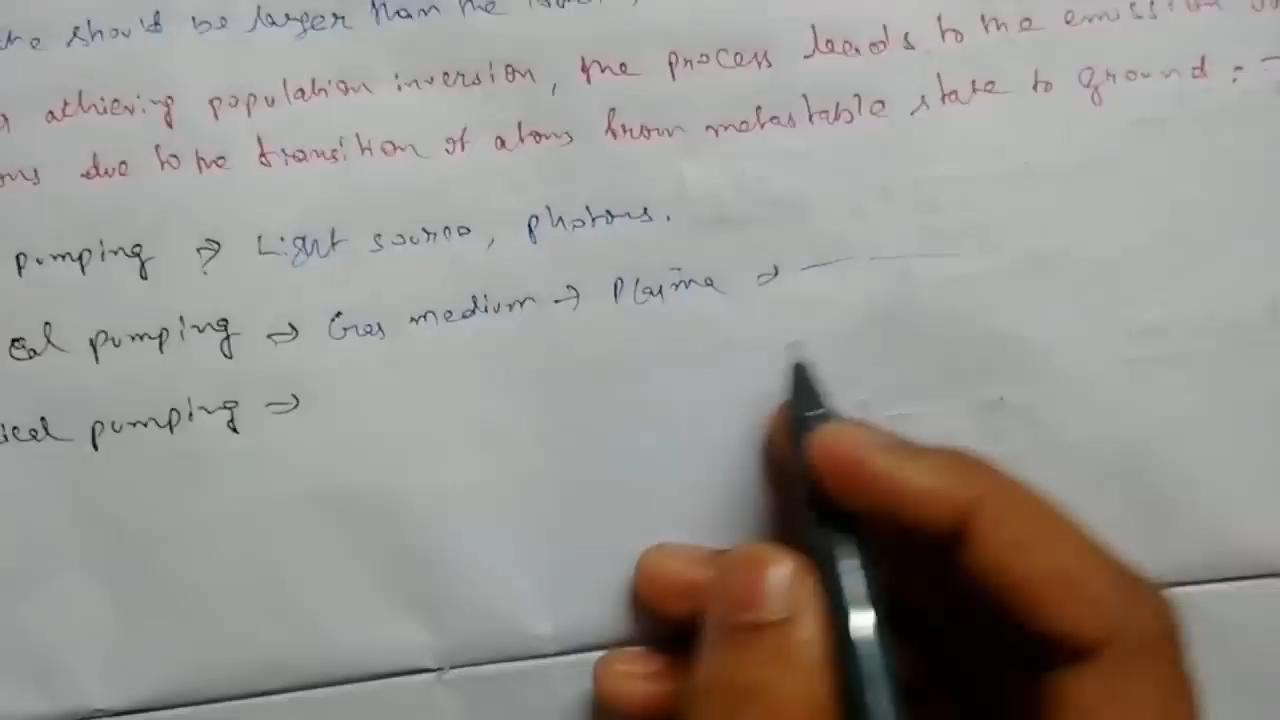 should be larger than the
achieving population inversion, the process leads to the emission
due to the transition of atoms from metastable state to ground
pumping → Light source, photons.
pumping → Gas medium → Plasma →
pumping →